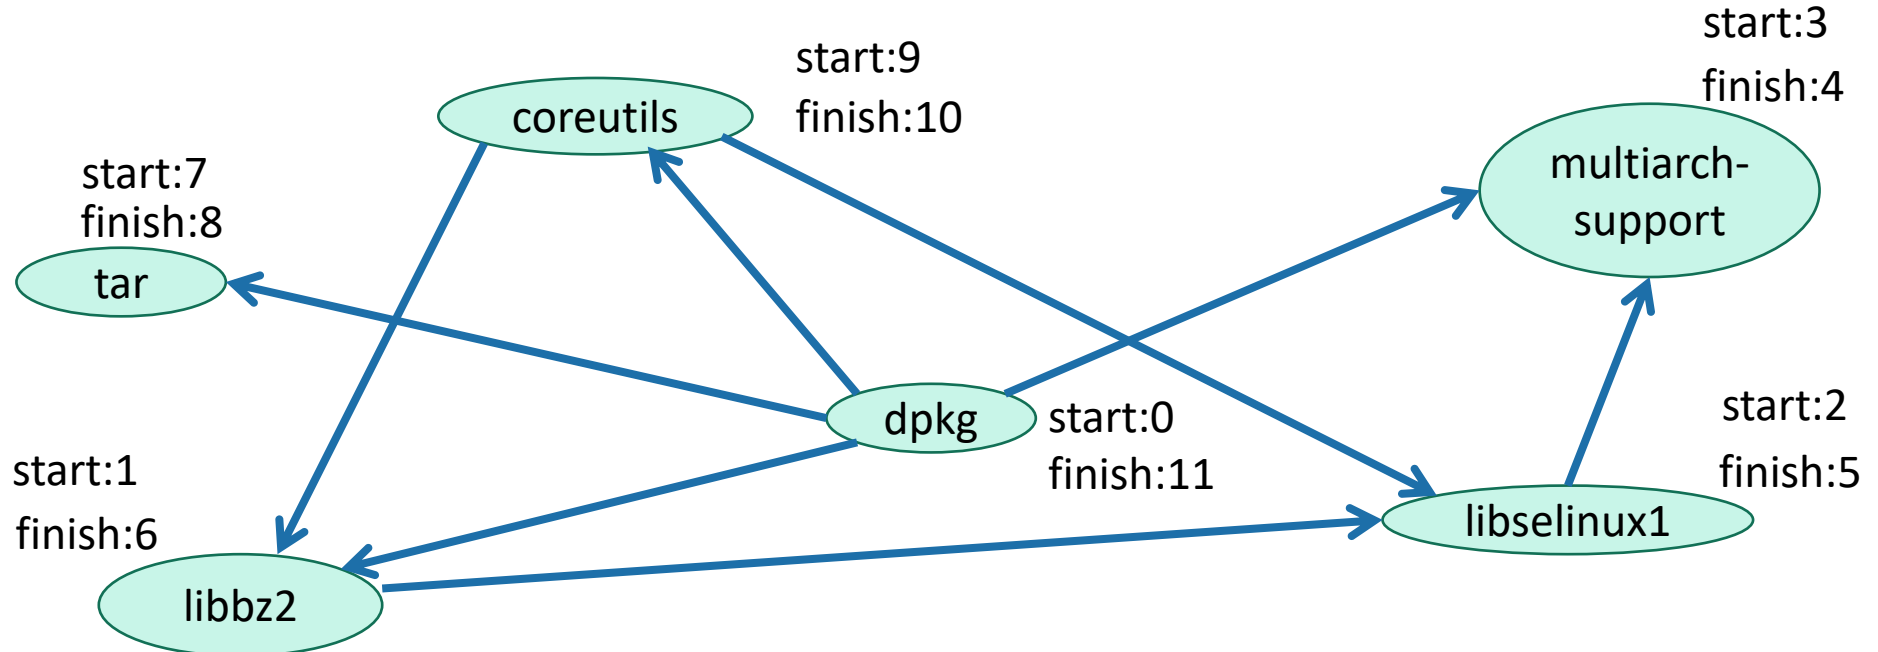 start:3
finish:4
start:9
finish:10
coreutils
multiarch-
support
start:7
finish:8
tar
dpkg
start:0
finish:11
start:2
finish:5
start:1
finish:6
libselinux1
libbz2